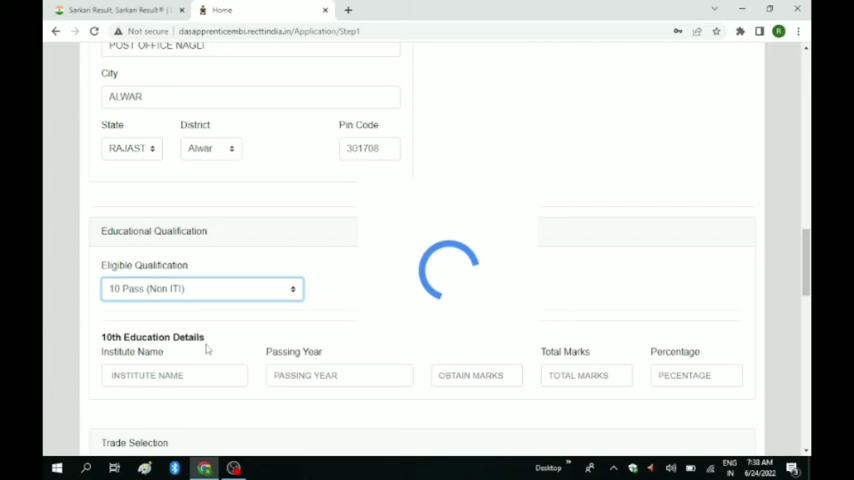 Sarkari Result, Sarkari Result® |
Home
Not secure | dasapprenticembi.recttindia.in/Application/Step1
R
POST OFFICE NAGLI
City
ALWAR
State District Pin Code
RAJAST Alwar 301708
Educational Qualification
Eligible Qualification
10 Pass (Non ITI)
10th Education Details
Institute Name Passing Year Total Marks Percentage
INSTITUTE NAME PASSING YEAR OBTAIN MARKS TOTAL MARKS PECENTAGE
Trade Selection
Desktop » ENG 7:38 AM
IN 6/24/2022 3